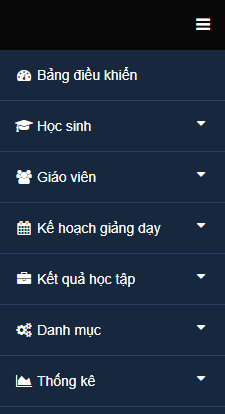 Bảng điều khiển
Học sinh
Giáo viên
Kế hoạch giảng dạy
Kết quả học tập
Danh mục
Thống kê